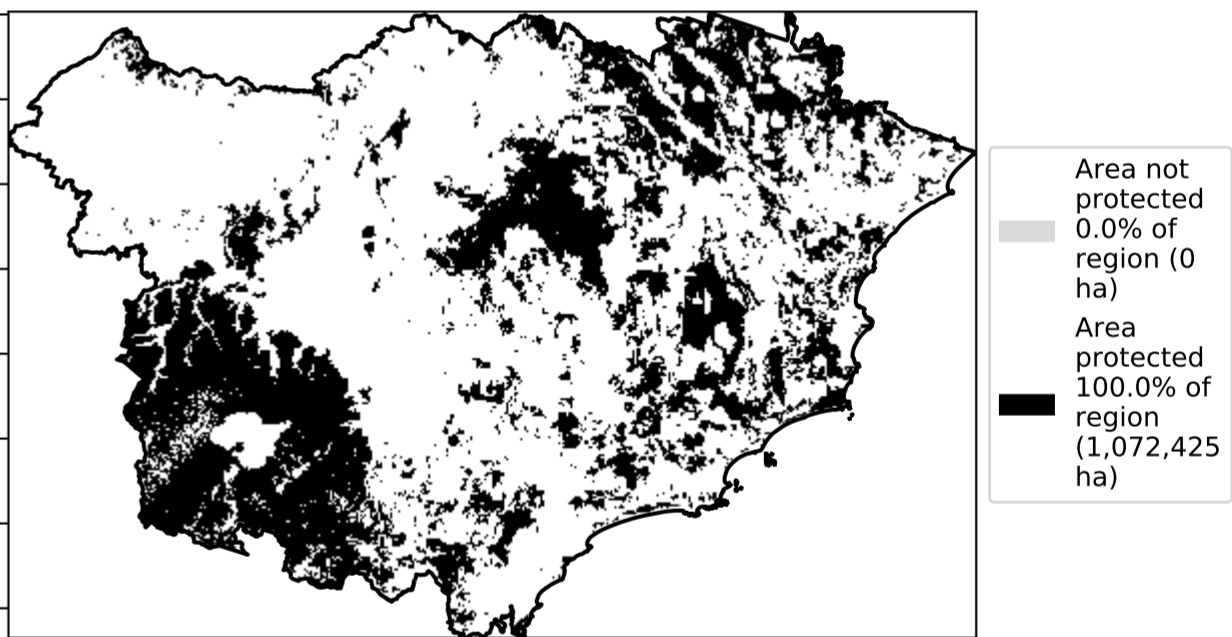 Area not
protected
0.0% of
region (0
ha)
Area
protected
100.0% of
region
(1,072,425
ha)